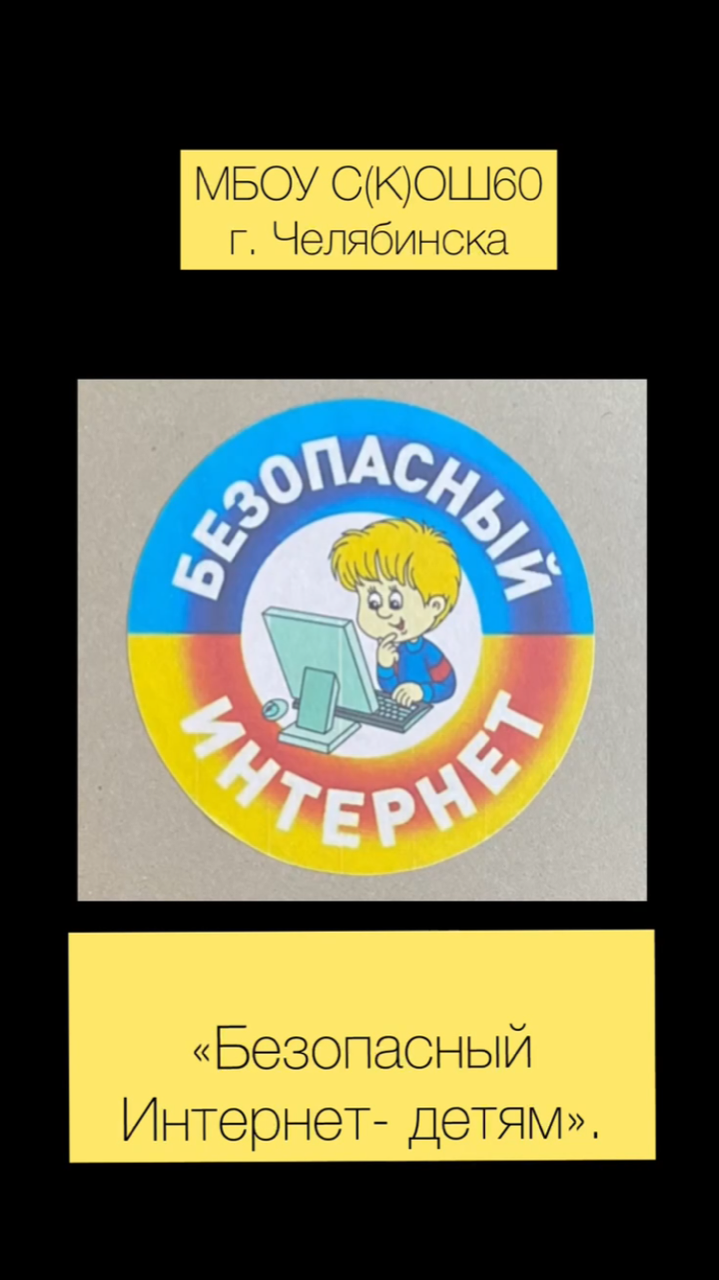 МБОУ С(К)ОШ60
г. Челябинска
БЕЗОПАСНЫЙ
ИНТЕРНЕТ
«Безопасный
Интернет- детям».